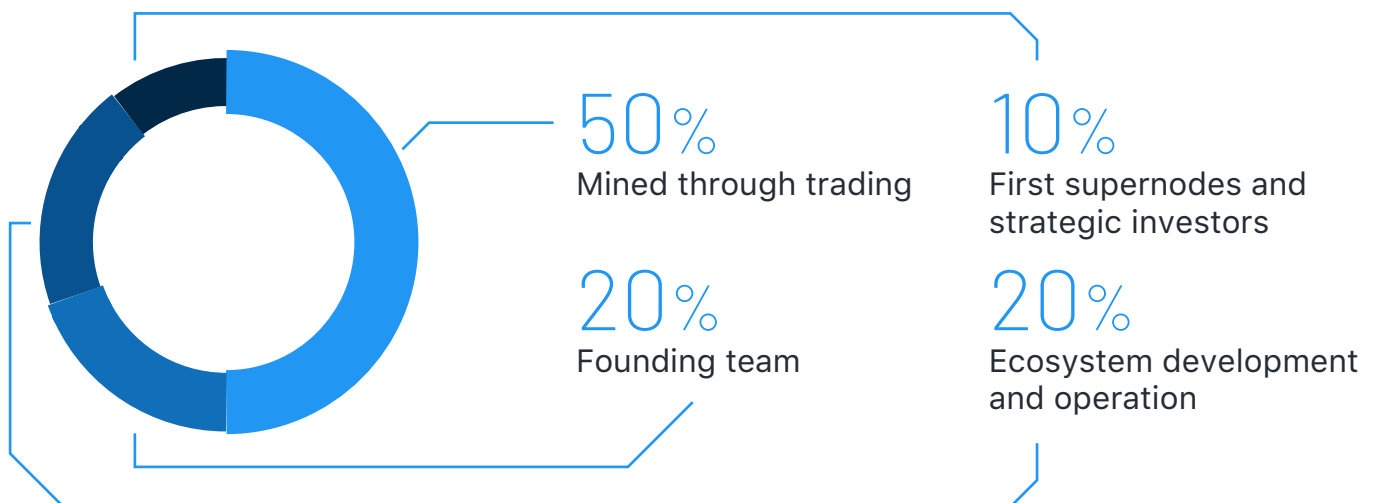 50%
Mined through trading
10%
First supernodes and
strategic investors
20%
Founding team
20%
Ecosystem development
and operation